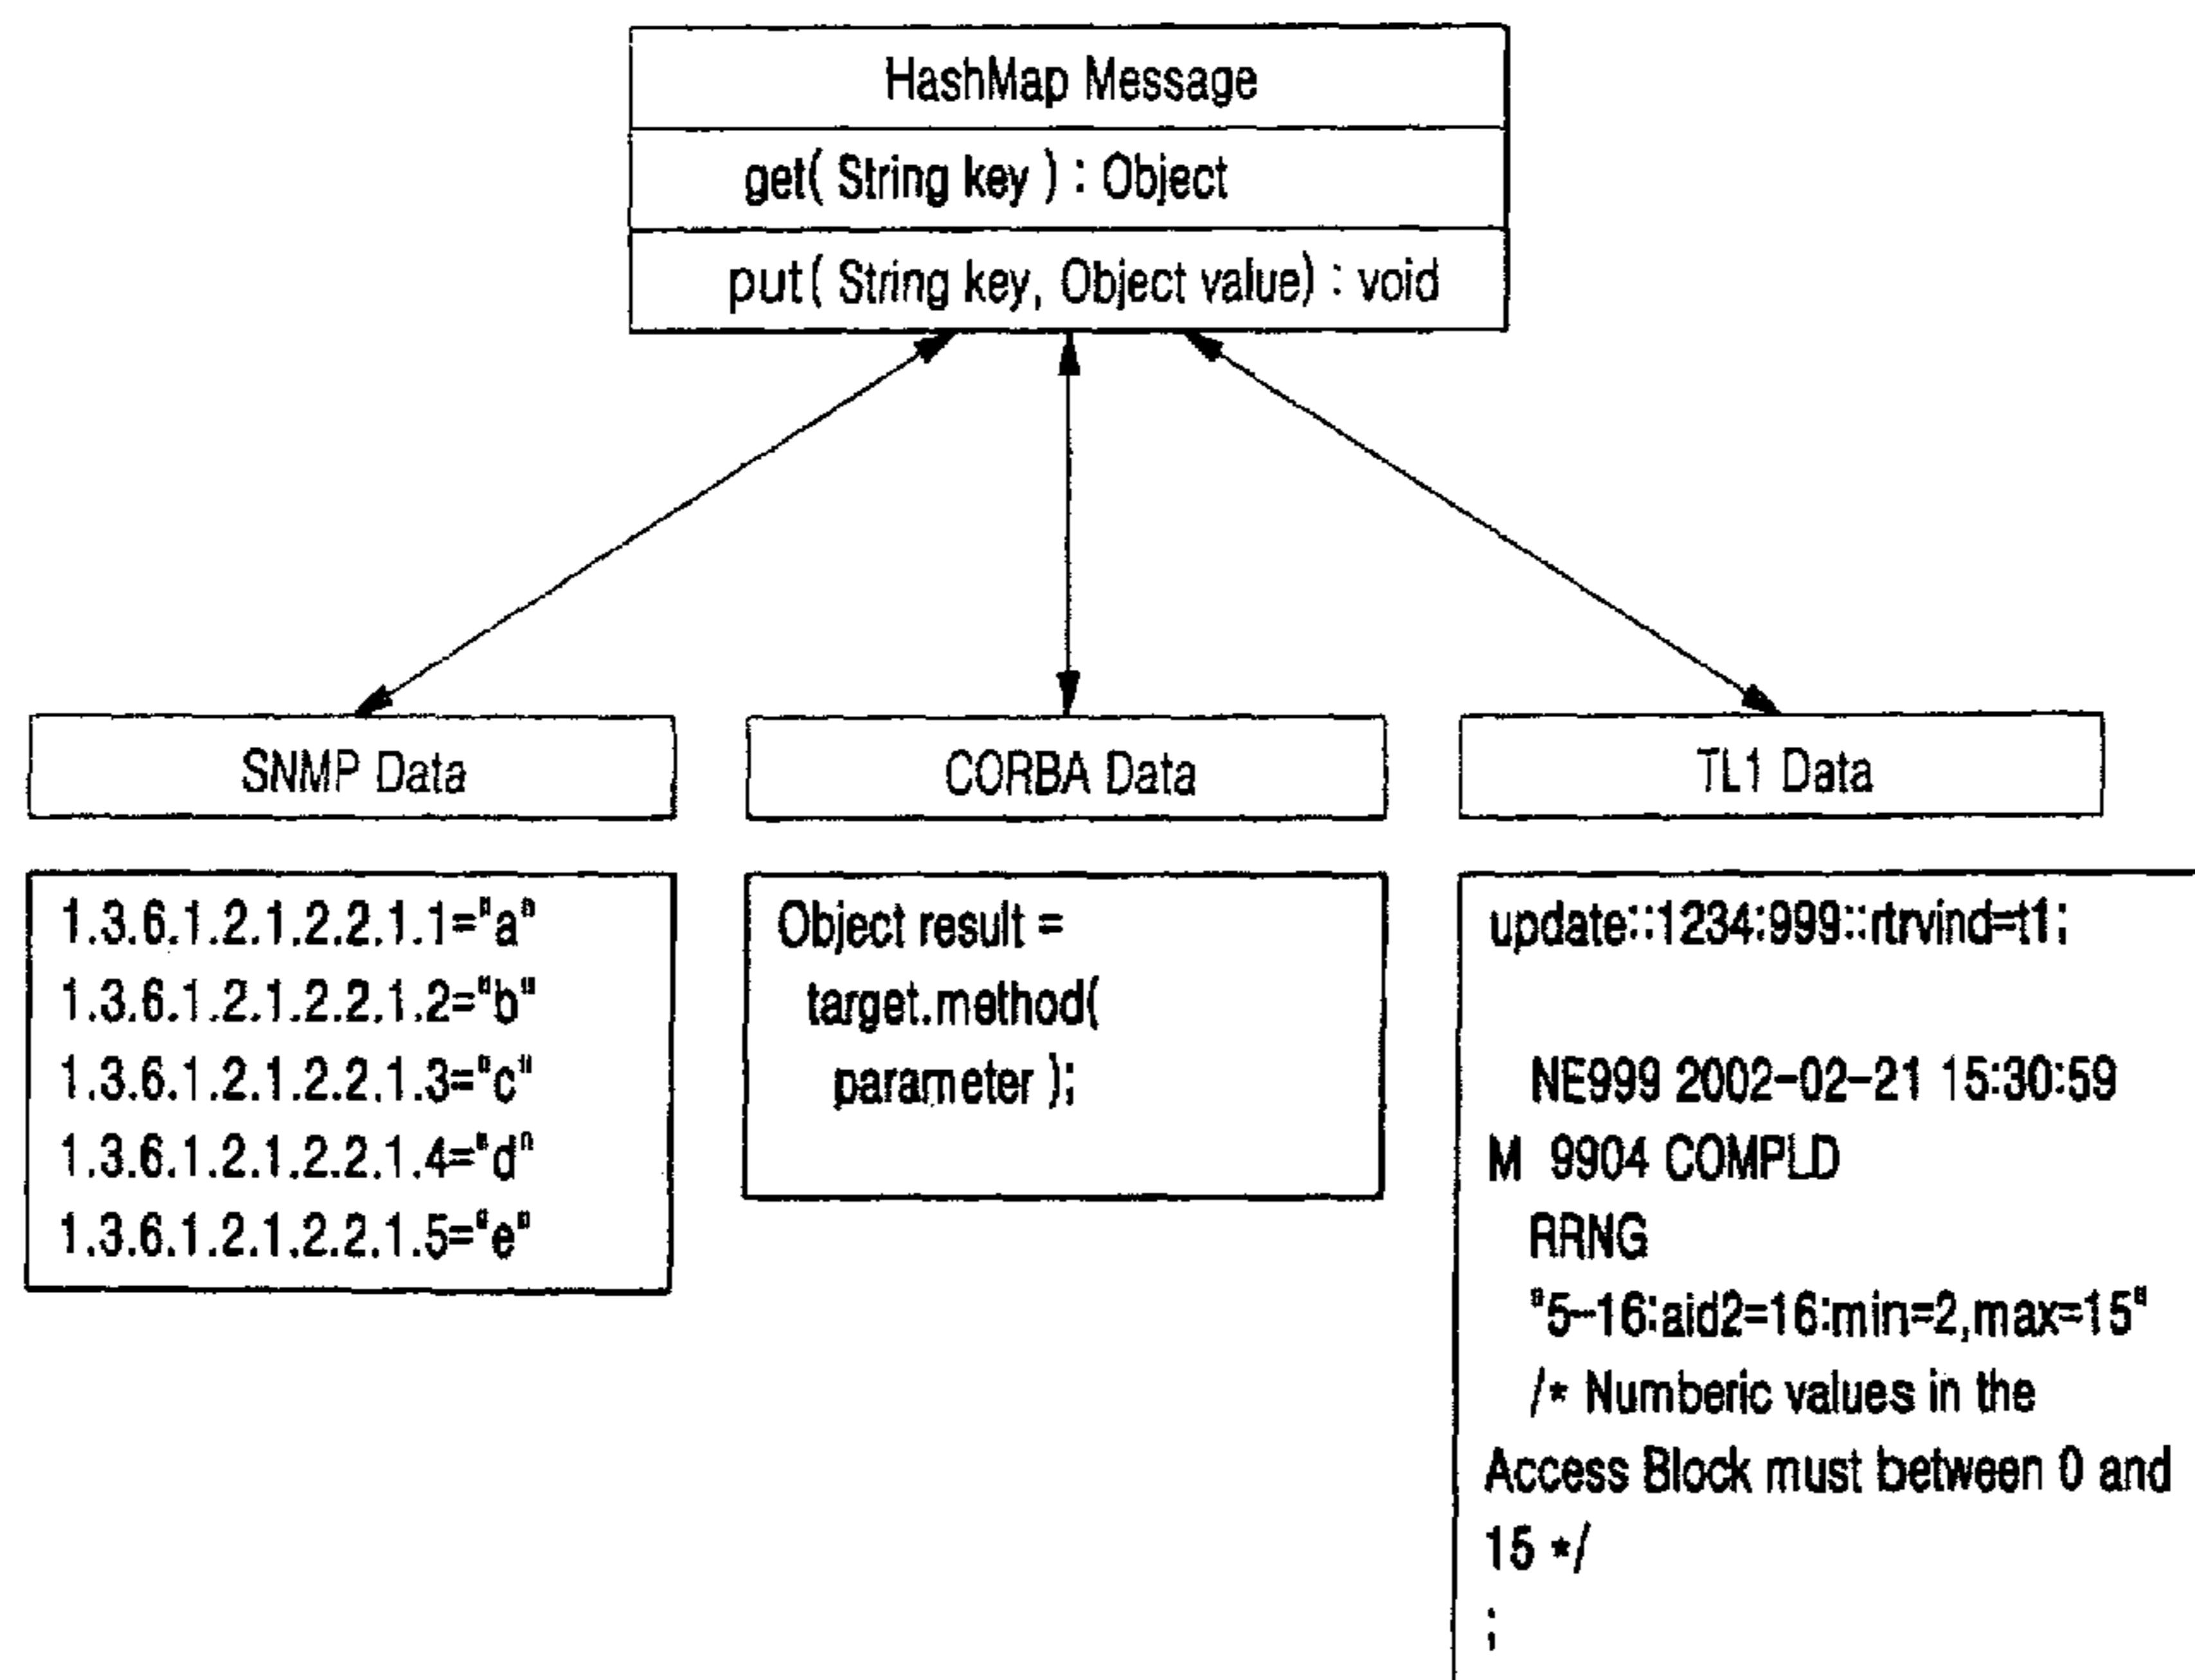 HashMap Message
get( String key ) : Object
put( String key, Object value) : void
SNMP Data
CORBA Data
TL1 Data
1.3.6.1.2.1.2.2.1.1="a"
1.3.6.1.2.1.2.2.1.2="b"
1.3.6.1.2.1.2.2.1.3="c"
1.3.6.1.2.1.2.2.1.4="d"
1.3.6.1.2.1.2.2.1.5="e"
Object result =
target.method(
parameter );
update::1234:999::rtrvind=t1;
NE999 2002-02-21 15:30:59
M 9904 COMPLD
RRNG
"5-16:aid2=16:min=2,max=15"
/* Numberic values in the
Access Block must between 0 and
15 */
;